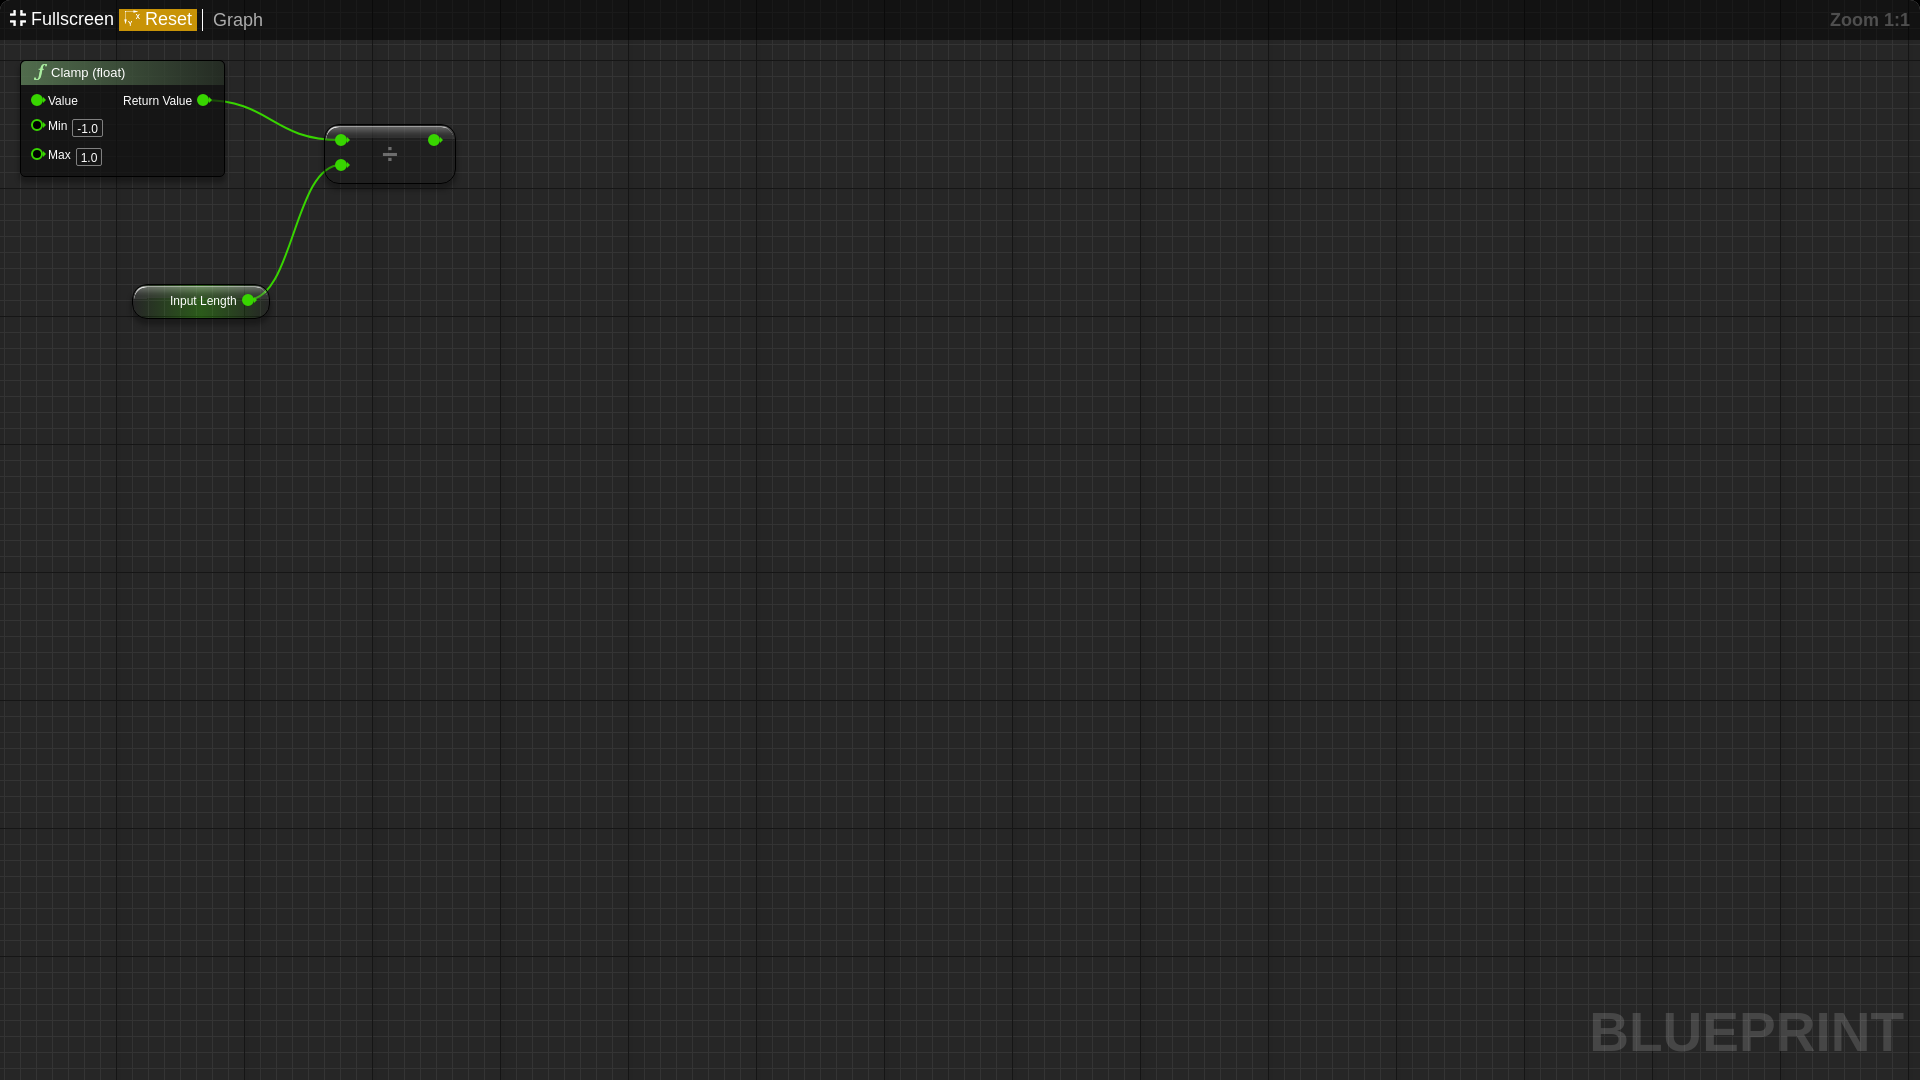 Fullscreen Reset Graph Zoom 1:1
f Clamp (float)
Value Return Value
Min -1.0
Max 1.0
÷
Input Length
BLUEPRINT